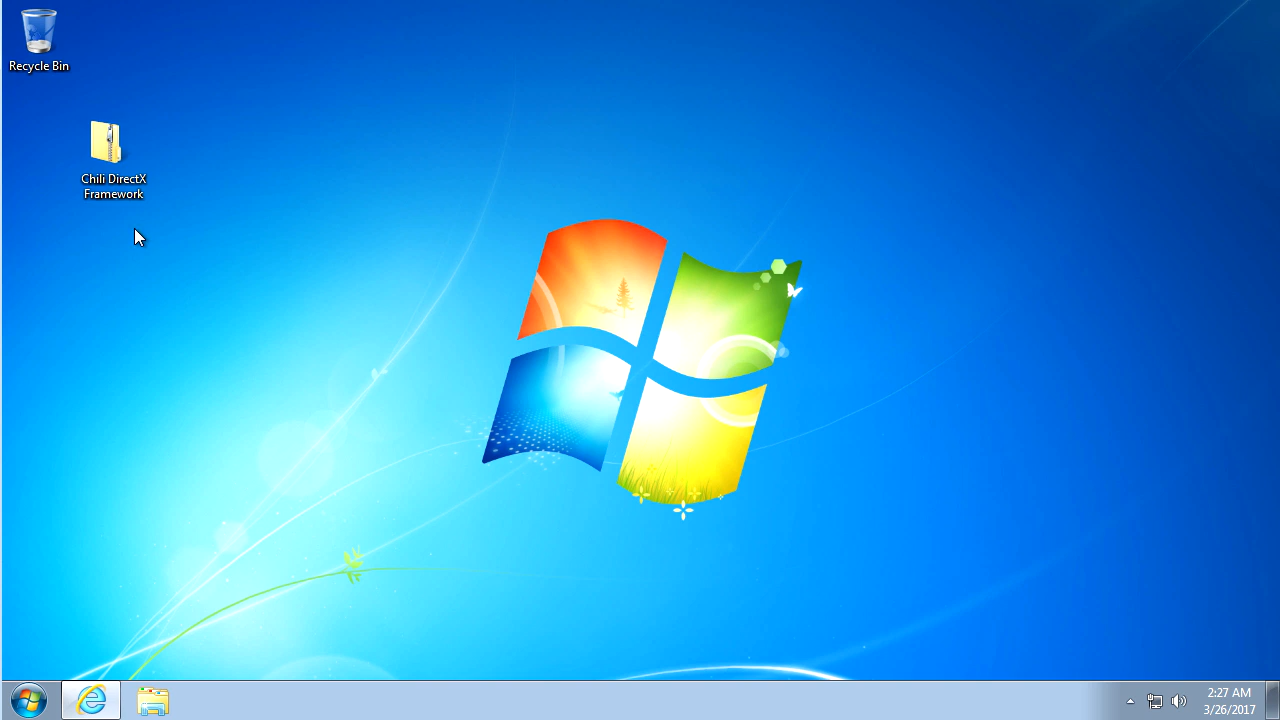 Recycle Bin
Chili DirectX
Framework
2:27 AM
3/26/2017